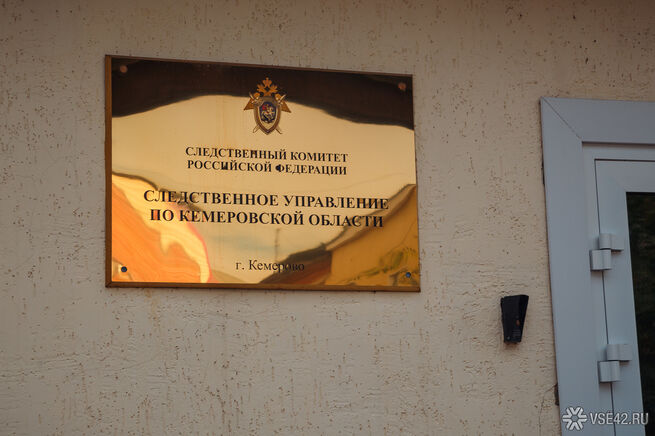 СЛЕДСТВЕННЫЙ КОМИТЕТ
РОССИЙСКОЙ ФЕДЕРАЦИИ
СЛЕДСТВЕННОЕ УПРАВЛЕНИЕ
ПО КЕМЕРОВСКОЙ ОБЛАСТИ
г. Кемерово
VSE42.RU